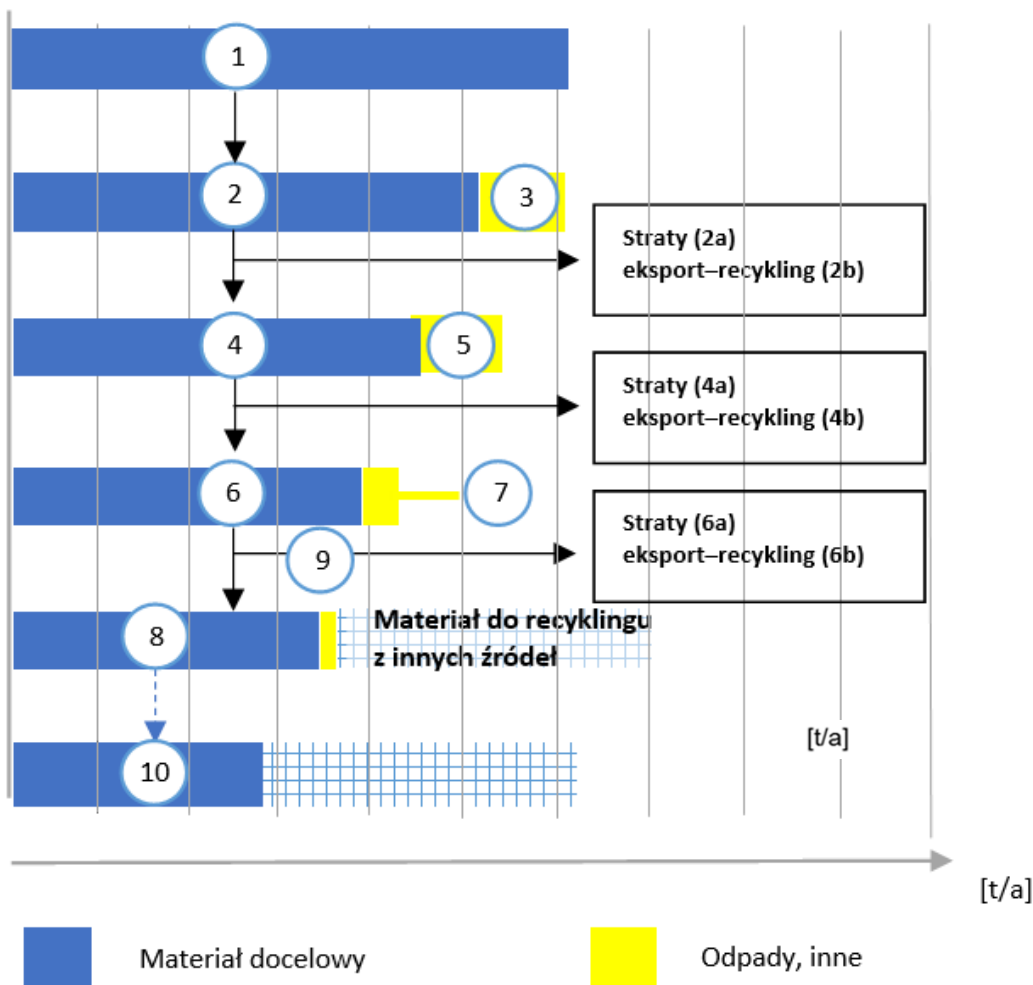 1
2
3
Straty (2a)
eksport–recykling (2b)
4
5
Straty (4a)
eksport–recykling (4b)
6
7
Straty (6a)
eksport–recykling (6b)
9
8
Materiał do recyklingu
z innych źródeł
[t/a]
10
[t/a]
Materiał docelowy
Odpady, inne